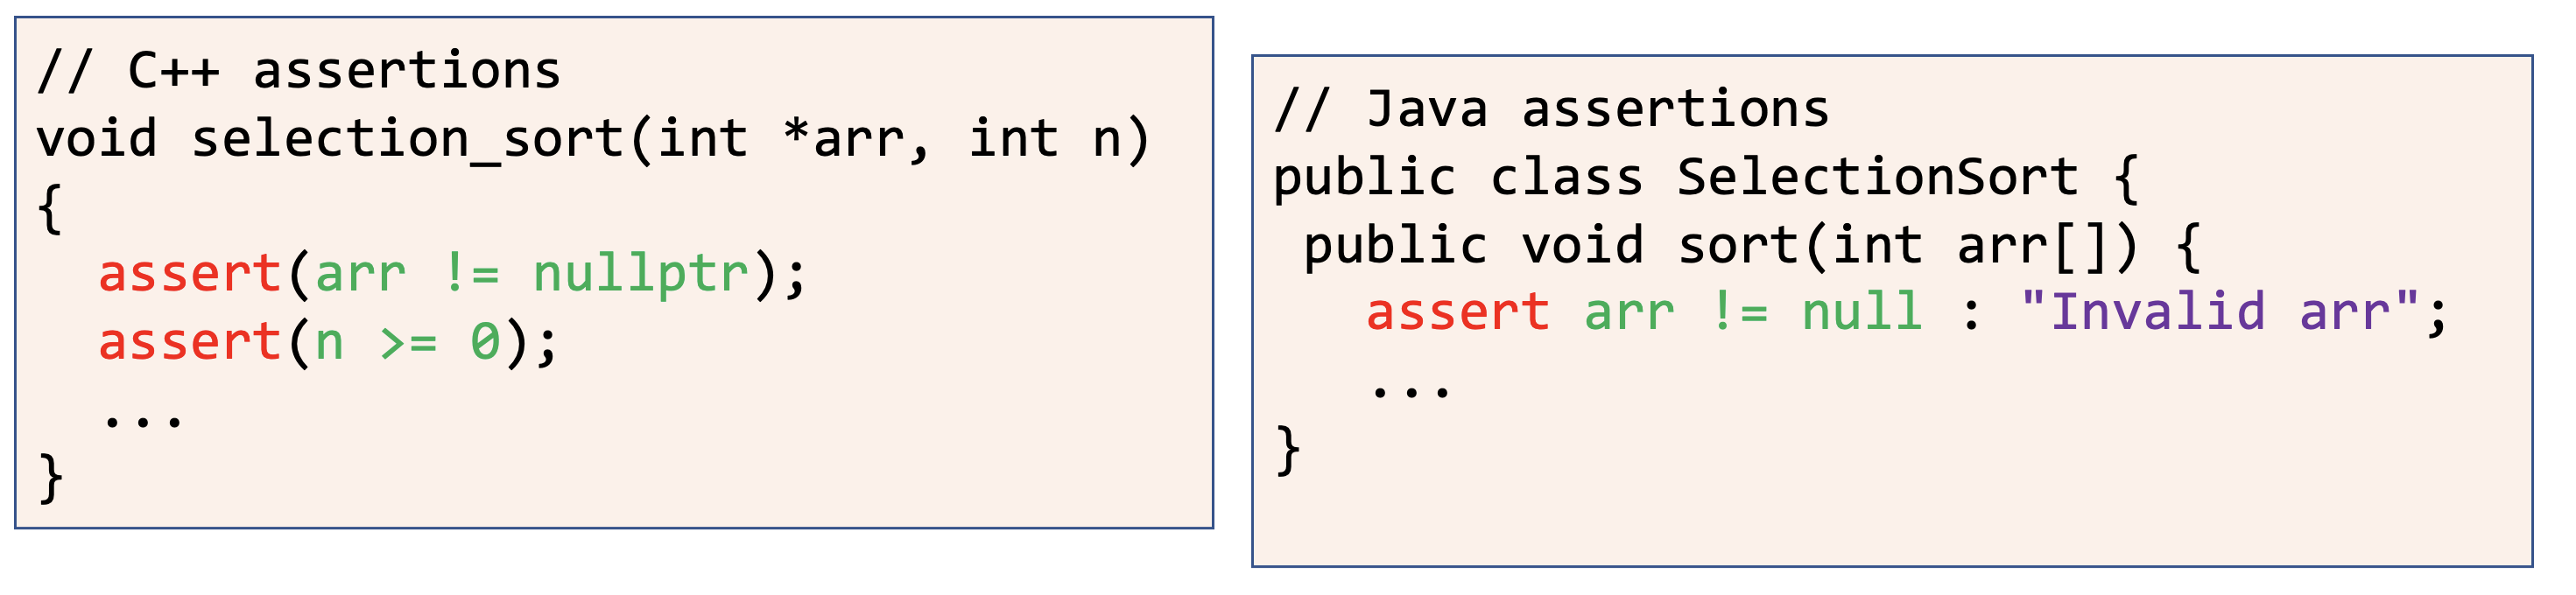 // C++ assertions
void selection_sort(int *arr, int n)
{
  assert(arr != nullptr);
  assert(n >= 0);
  ...
}
// Java assertions
public class SelectionSort {
 public void sort(int arr[]) {
   assert arr != null : "Invalid arr";
   ...
}